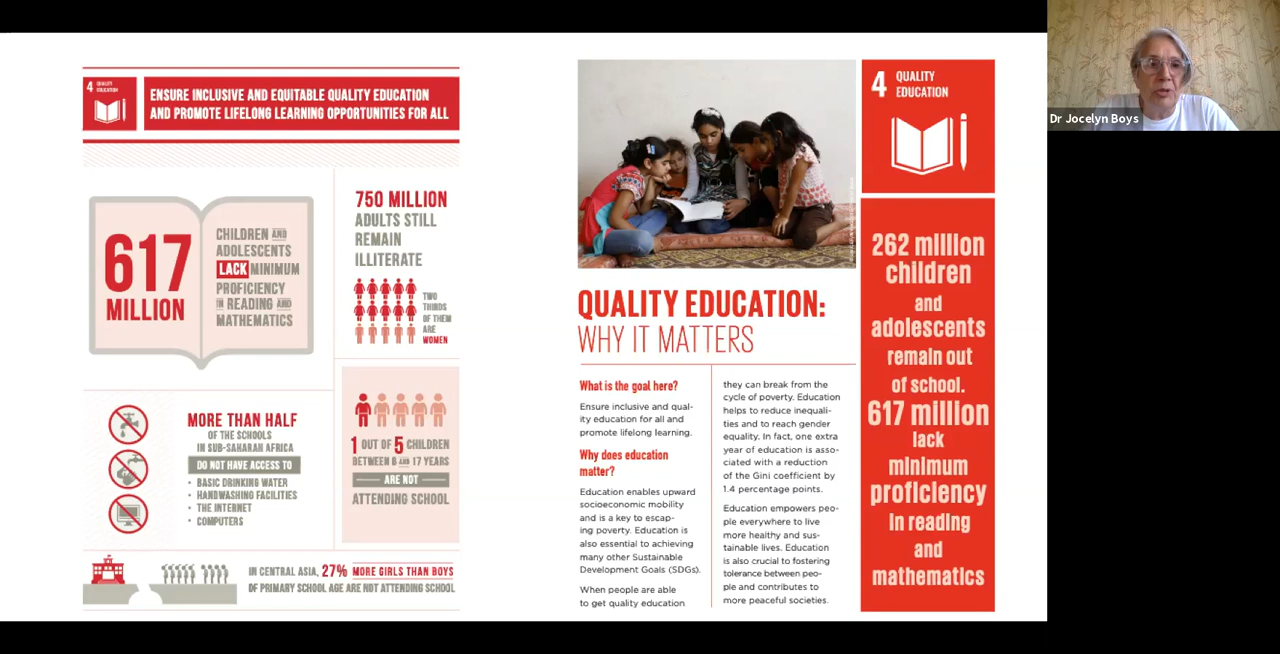 4 QUALITY
EDUCATION
ENSURE INCLUSIVE AND EQUITABLE QUALITY EDUCATION
AND PROMOTE LIFELONG LEARNING OPPORTUNITIES FOR ALL
617
MILLION
CHILDREN AND
ADOLESCENTS
LACK MINIMUM
PROFICIENCY
IN READING AND
MATHEMATICS
750 MILLION
ADULTS STILL
REMAIN
ILLITERATE
TWO
THIRDS
OF THEM
ARE
WOMEN
MORE THAN HALF
OF THE SCHOOLS
IN SUB-SAHARAN AFRICA
DO NOT HAVE ACCESS TO
• BASIC DRINKING WATER
• HANDWASHING FACILITIES
• THE INTERNET
• COMPUTERS
1 OUT OF 5 CHILDREN
BETWEEN 6 AND 17 YEARS
ARE NOT
ATTENDING SCHOOL
IN CENTRAL ASIA, 27% MORE GIRLS THAN BOYS
OF PRIMARY SCHOOL AGE ARE NOT ATTENDING SCHOOL
QUALITY EDUCATION:
WHY IT MATTERS
What is the goal here?
Ensure inclusive and qual-
ity education for all and
promote lifelong learning.
Why does education
matter?
Education enables upward
socioeconomic mobility
and is a key to escap-
ing poverty. Education is
also essential to achieving
many other Sustainable
Development Goals (SDGs).
When people are able
to get quality education
they can break from the
cycle of poverty. Education
helps to reduce inequali-
ties and to reach gender
equality. In fact, one extra
year of education is asso-
ciated with a reduction
of the Gini coefficient by
1.4 percentage points.
Education empowers peo-
ple everywhere to live
more healthy and sus-
tainable lives. Education
is also crucial to fostering
tolerance between peo-
ple and contributes to
more peaceful societies.
4 QUALITY
EDUCATION
262 million
children
and
adolescents
remain out
of school.
617 million
lack
minimum
proficiency
in reading
and
mathematics
Dr Jocelyn Boys